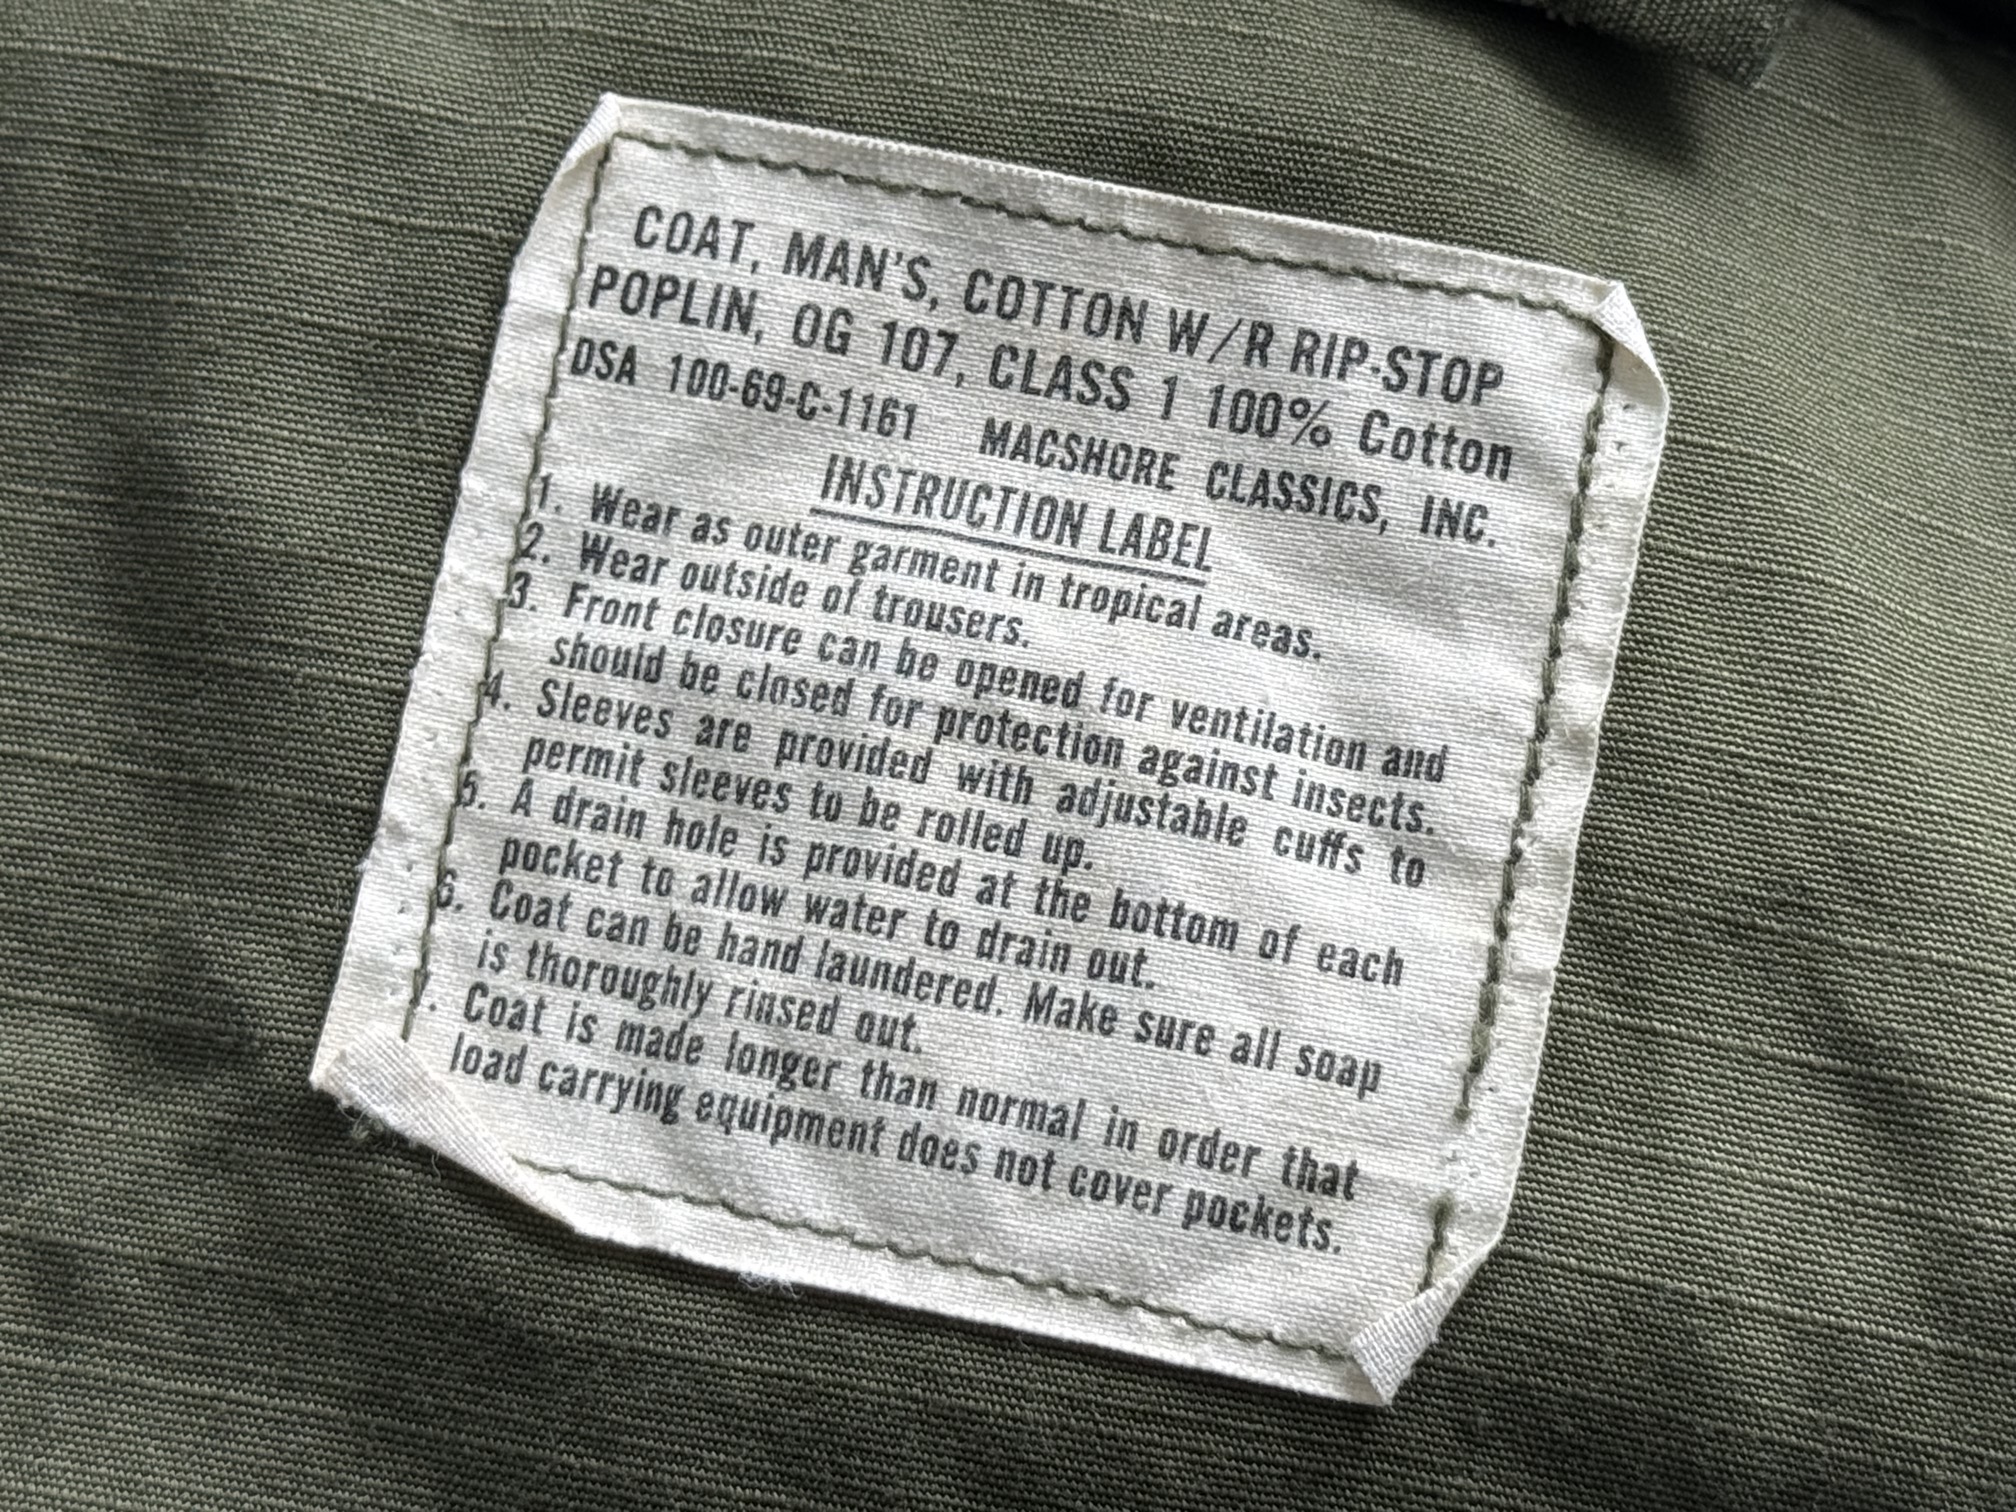 COAT, MAN'S, COTTON W/R RIP-STOP
POPLIN, OG 107, CLASS 1 100% Cotton
DSA 100-69-C-1161 MACSHORE CLASSICS, INC.
INSTRUCTION LABEL
1. Wear as outer garment in tropical areas.
2. Wear outside of trousers.
3. Front closure can be opened for ventilation and
should be closed for protection against insects.
4. Sleeves are provided with adjustable cuffs to
permit sleeves to be rolled up.
5. A drain hole is provided at the bottom of each
pocket to allow water to drain out.
6. Coat can be hand laundered. Make sure all soap
is thoroughly rinsed out.
. Coat is made longer than normal in order that
load carrying equipment does not cover pockets.